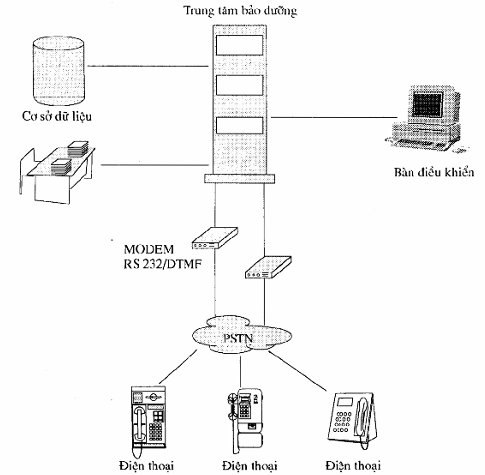 Trung tâm bảo dưỡng
Cơ sở dữ liệu
Bàn điều khiển
MODEM
RS 232/DTMF
PSTN
Điện thoại
Điện thoại
Điện thoại